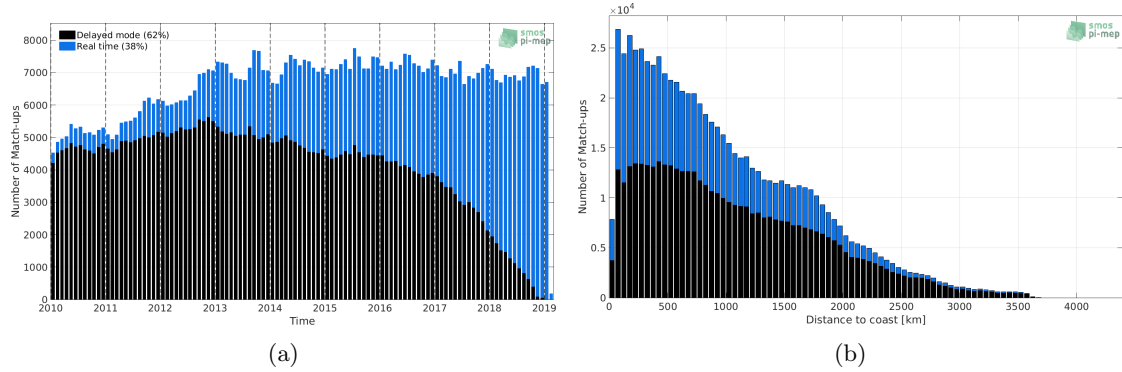 Delayed mode (62%)
Real time (38%)
smos
pi-mep
Number of Match-ups
8000
7000
6000
5000
4000
3000
2000
1000
0
2010 2011 2012 2013 2014 2015 2016 2017 2018 2019
Time
(a)
×10⁴
smos
pi-mep
Number of Match-ups
2.5
2
1.5
1
0.5
0
0 500 1000 1500 2000 2500 3000 3500 4000
Distance to coast [km]
(b)